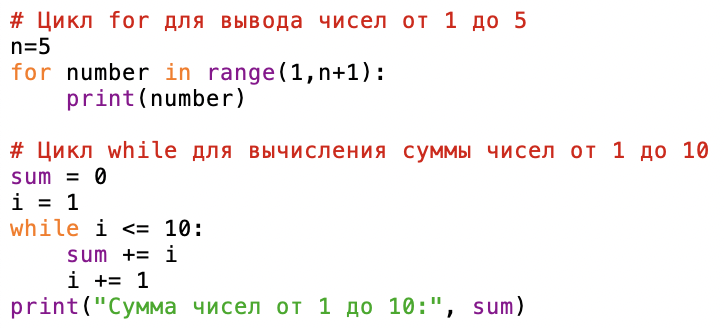 # Цикл for для вывода чисел от 1 до 5
n=5
for number in range(1,n+1):
    print(number)

# Цикл while для вычисления суммы чисел от 1 до 10
sum = 0
i = 1
while i <= 10:
    sum += i
    i += 1
print("Сумма чисел от 1 до 10:", sum)